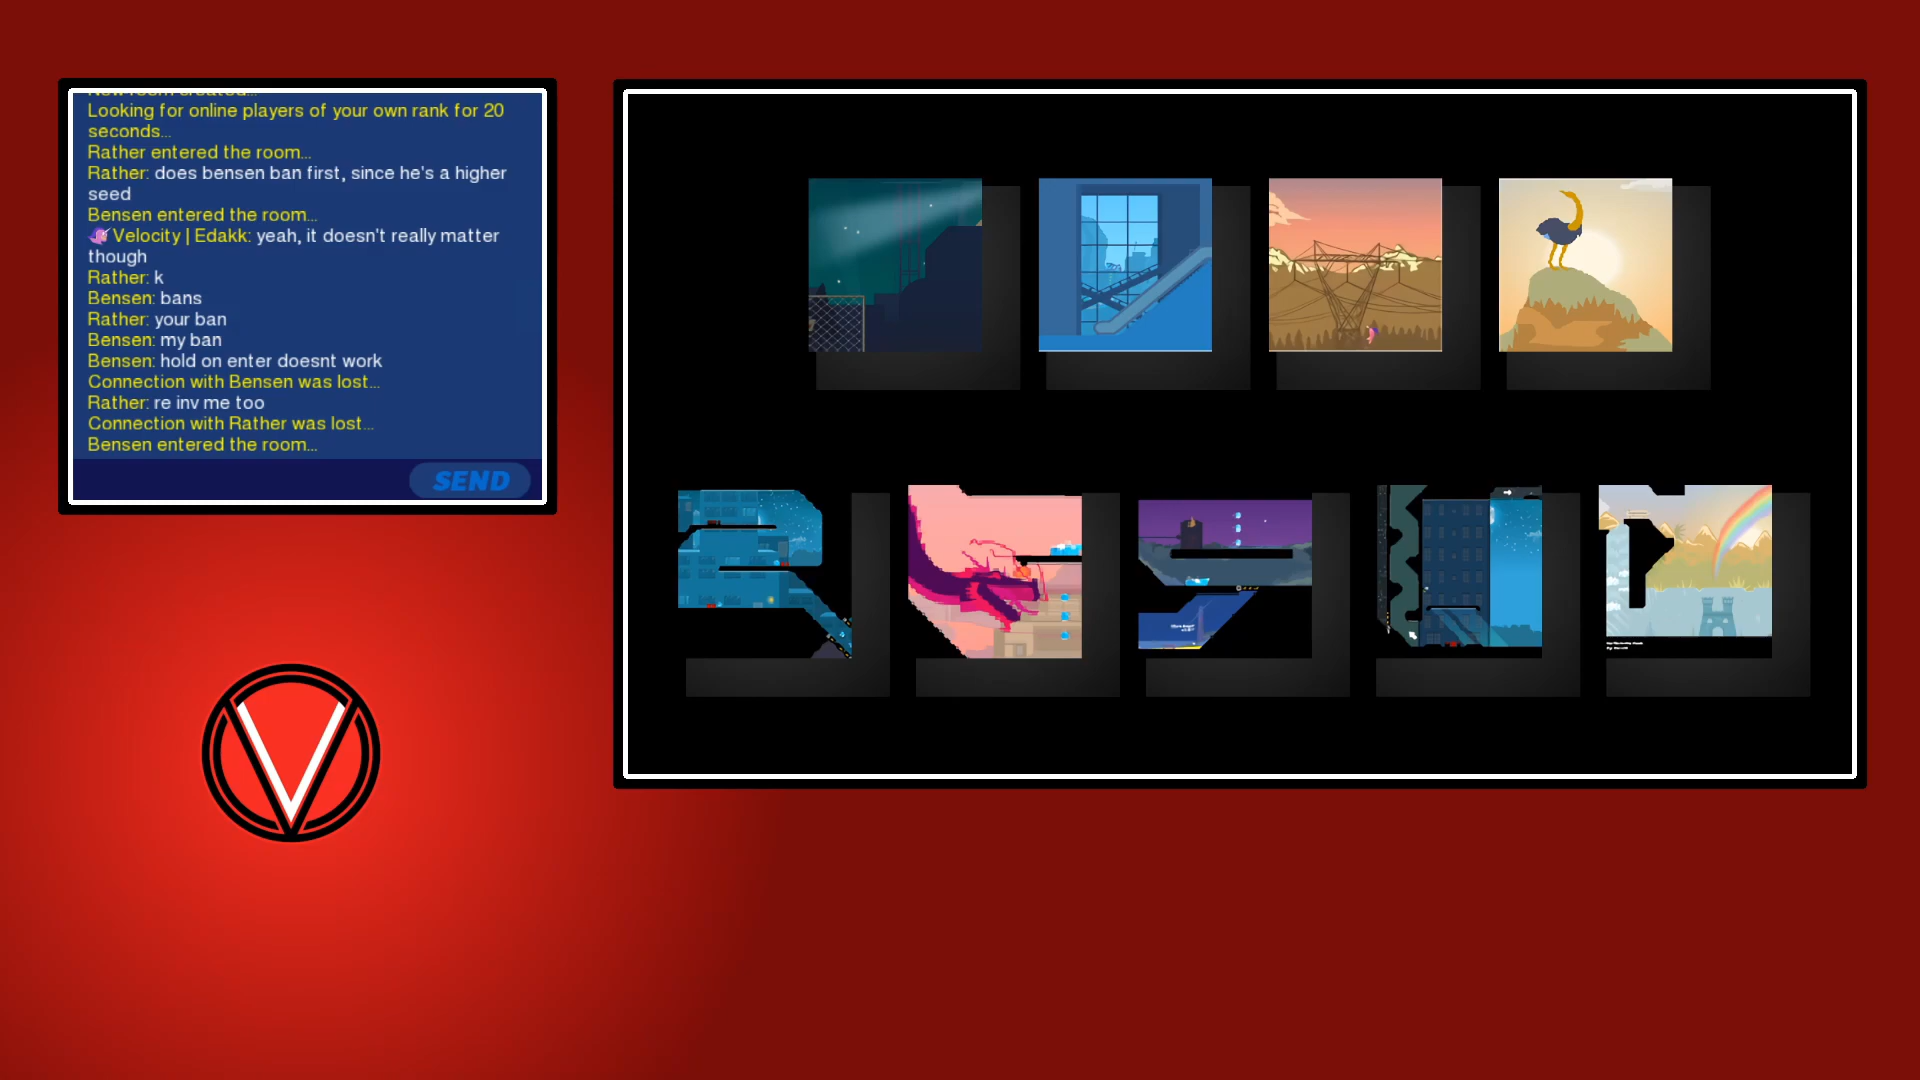 Looking for online players of your own rank for 20
seconds...
Rather entered the room...
Rather: does bensen ban first, since he's a higher
seed
Bensen entered the room...
Velocity | Edakk: yeah, it doesn't really matter
though
Rather: k
Bensen: bans
Rather: your ban
Bensen: my ban
Bensen: hold on enter doesnt work
Connection with Bensen was lost...
Rather: re inv me too
Connection with Rather was lost...
Bensen entered the room...
SEND